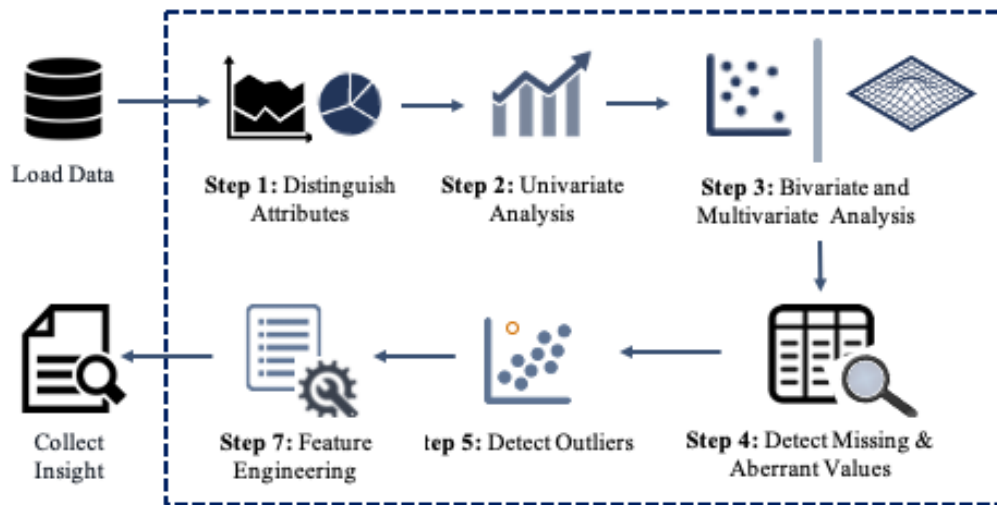 Load Data
Step 1: Distinguish
Attributes
Step 2: Univariate
Analysis
Step 3: Bivariate and
Multivariate Analysis
Step 4: Detect Missing &
Aberrant Values
tep 5: Detect Outliers
Step 7: Feature
Engineering
Collect
Insight